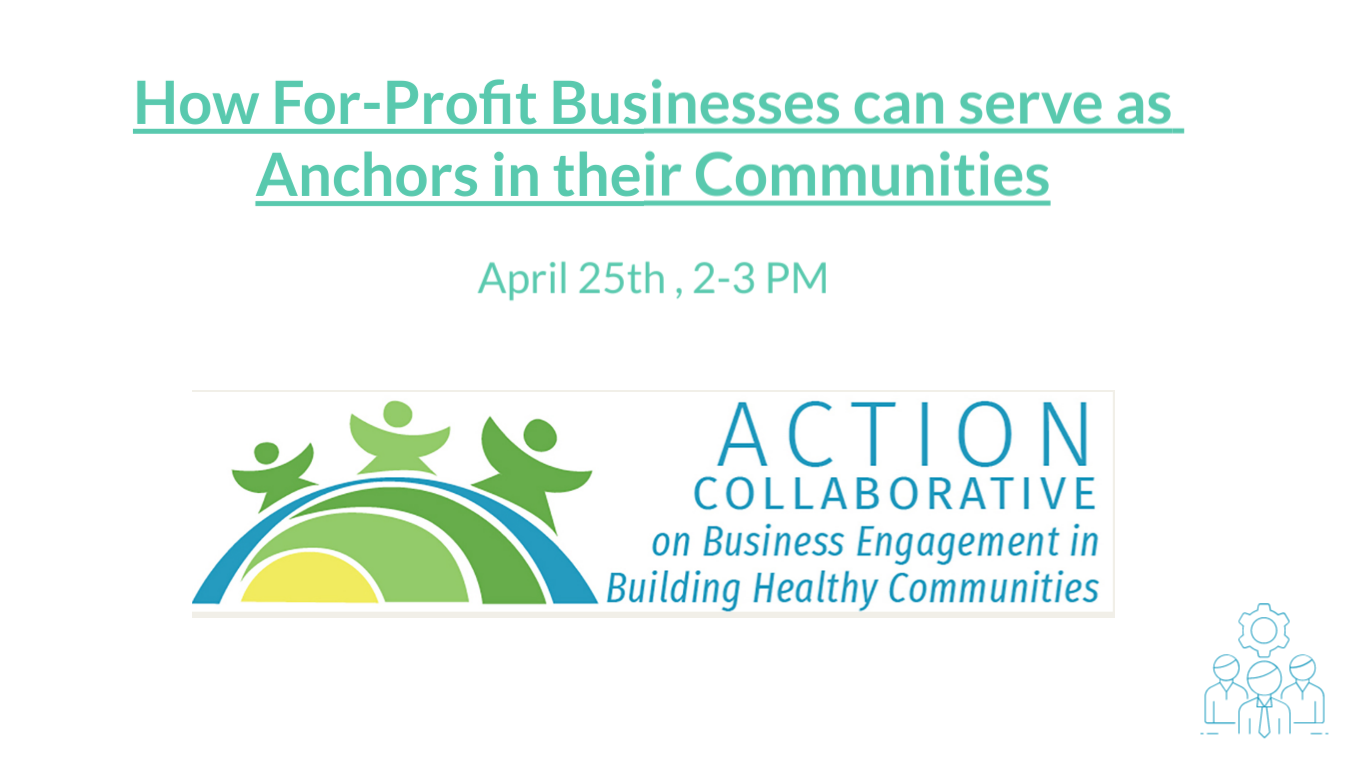 How For-Profit Businesses can serve as
Anchors in their Communities
April 25th , 2-3 PM
ACTION
COLLABORATIVE
on Business Engagement in
Building Healthy Communities